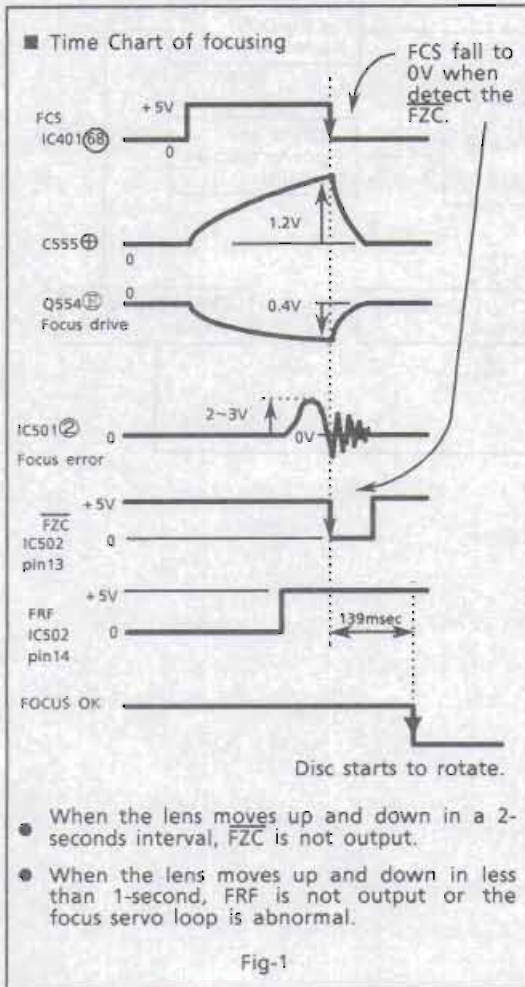 ■ Time Chart of focusing
FCS fall to
0V when
detect the
F̅Z̅C̅.
FCS
IC401 68
+5V
0
1.2V
C555 ⊕
0
0
Q554 Ⓔ
Focus drive
0.4V
2~3V
IC501 ②
0
0V
Focus error
+5V
F̅Z̅C̅
IC502
pin13
0
+5V
FRF
IC502
pin14
0
139msec
FOCUS OK
Disc starts to rotate.
● When the lens moves up and down in a 2-
seconds interval, F̅Z̅C̅ is not output.
● When the lens moves up and down in less
than 1-second, FRF is not output or the
focus servo loop is abnormal.
Fig-1